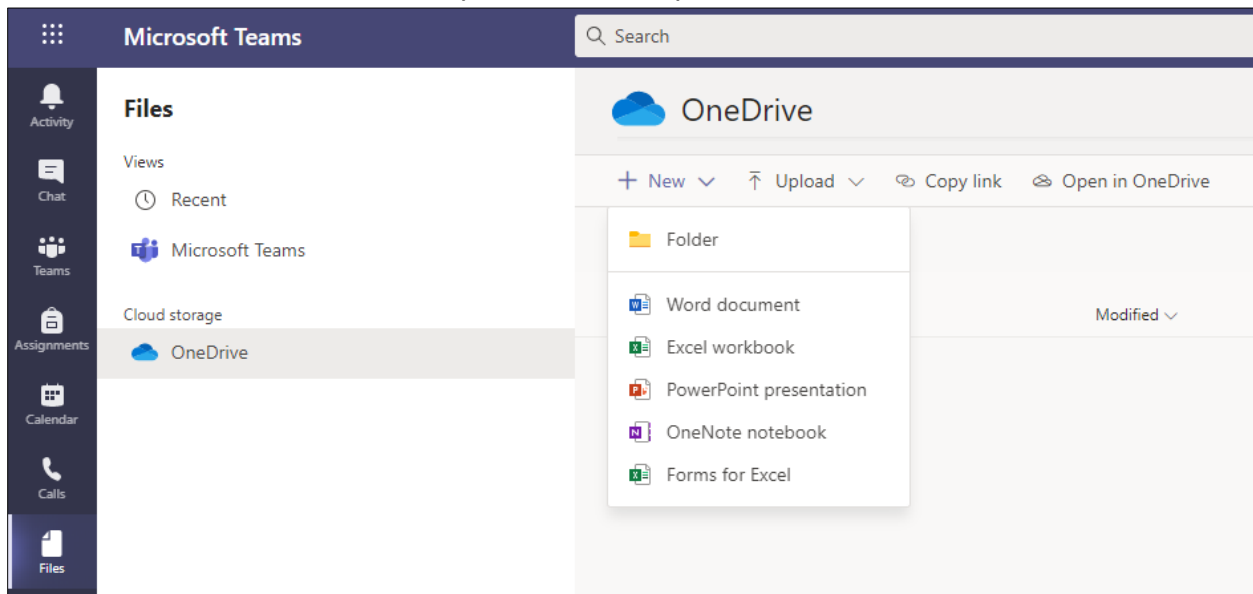 Microsoft Teams
Search
Activity
Chat
Teams
Assignments
Calendar
Calls
Files
Files
Views
Recent
Microsoft Teams
Cloud storage
OneDrive
OneDrive
New Upload Copy link Open in OneDrive
Folder
Word document
Excel workbook
PowerPoint presentation
OneNote notebook
Forms for Excel
Modified